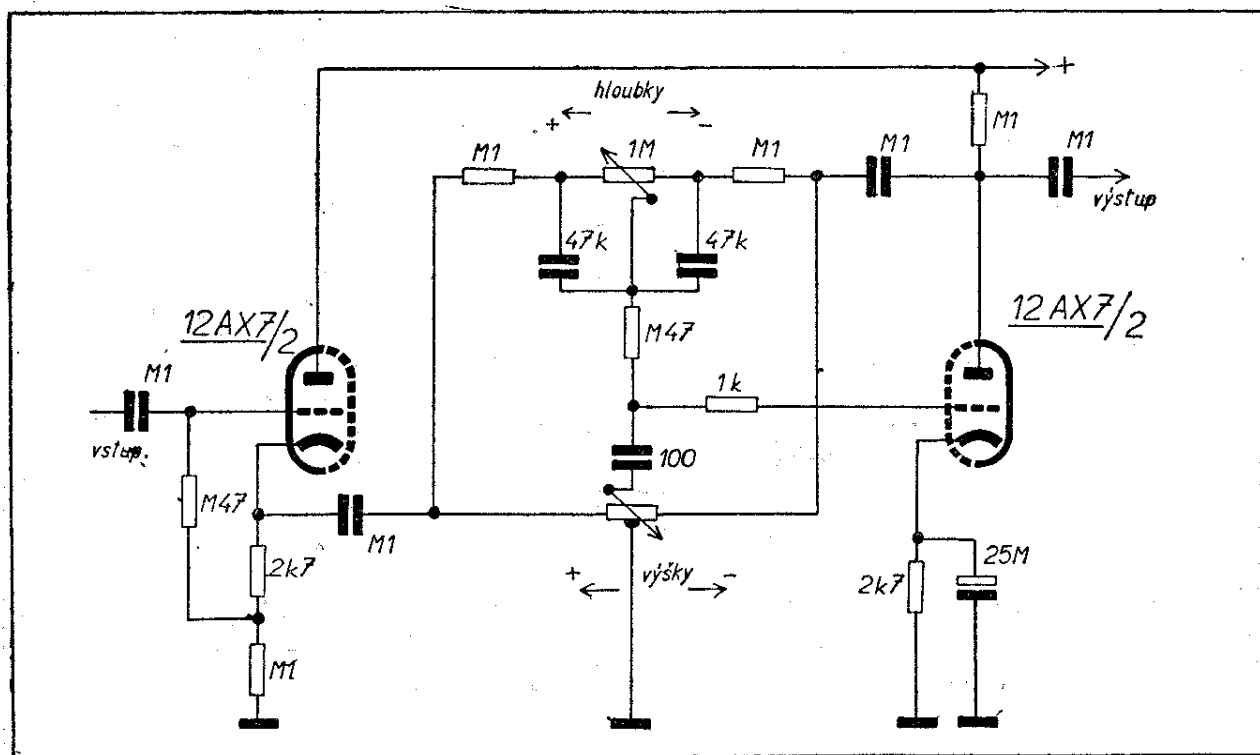 +
hloubky
+ -
M1
1M
M1
M1
M1
M1
výstup
47k
47k
12AX7/2
12AX7/2
M47
M1
1k
vstup.
100
M47
M1
2k7
+ výšky -
25M
2k7
M1